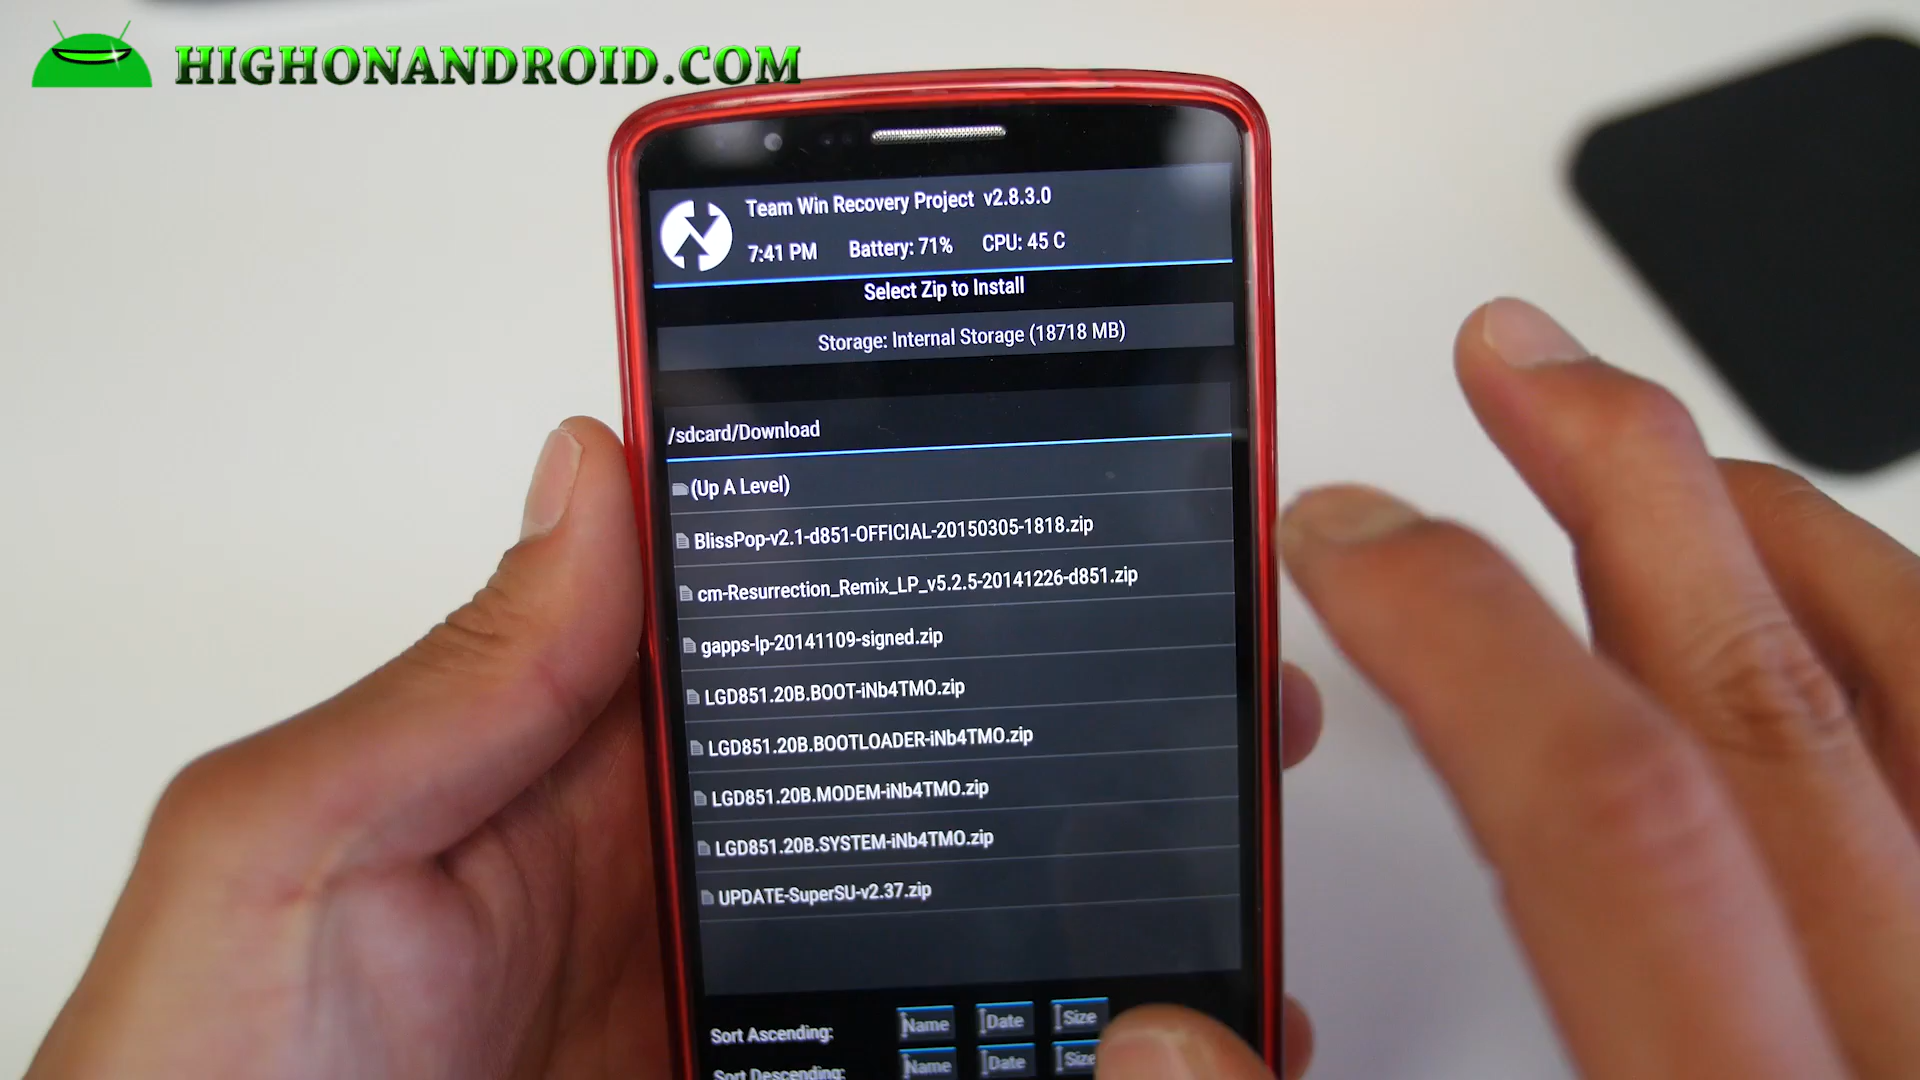 HIGHONANDROID.COM
Team Win Recovery Project v2.8.3.0
7:41 PM Battery: 71% CPU: 45 C
Select Zip to Install
Storage: Internal Storage (18718 MB)
/sdcard/Download
(Up A Level)
BlissPop-v2.1-d851-OFFICIAL-20150305-1818.zip
cm-Resurrection_Remix_LP_v5.2.5-20141226-d851.zip
gapps-lp-20141109-signed.zip
LGD851.20B.BOOT-iNb4TMO.zip
LGD851.20B.BOOTLOADER-iNb4TMO.zip
LGD851.20B.MODEM-iNb4TMO.zip
LGD851.20B.SYSTEM-iNb4TMO.zip
UPDATE-SuperSU-v2.37.zip
Sort Ascending: Name Date Size
Sort Descending: Name Date Size